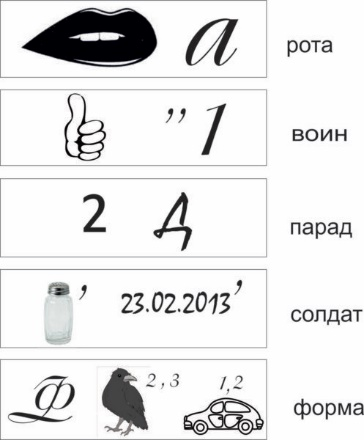 а рота
,, 1 воин
2 Д парад
, 23.02.2013, солдат
Ф 2,3 1,2 форма